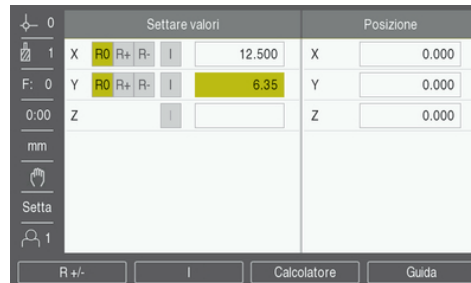 0 Settare valori Posizione
1 X R0 R+ R- I 12.500 X 0.000
F: 0 Y R0 R+ R- I 6.35 Y 0.000
0:00 Z I Z 0.000
mm
Setta
1
R +/- I Calcolatore Guida